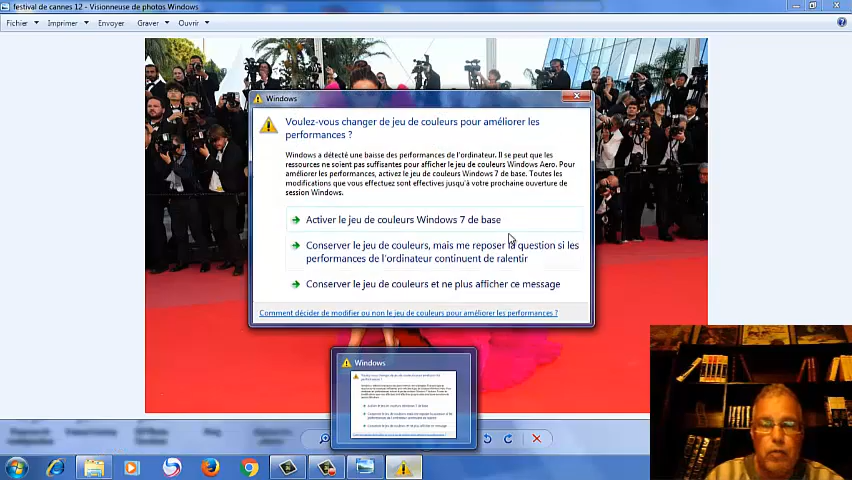 festival de cannes 12 - Visionneuse de photos Windows
Fichier Imprimer Envoyer Graver Ouvrir
Windows
Voulez-vous changer de jeu de couleurs pour améliorer les
performances ?
Windows a détecté une baisse des performances de l'ordinateur. Il se peut que les
ressources ne soient pas suffisantes pour afficher le jeu de couleurs Windows Aero. Pour
améliorer les performances, activez le jeu de couleurs Windows 7 de base. Toutes les
modifications que vous effectuez sont effectives jusqu'à votre prochaine ouverture de
session Windows.
Activer le jeu de couleurs Windows 7 de base
Conserver le jeu de couleurs, mais me reposer la question si les
performances de l'ordinateur continuent de ralentir
Conserver le jeu de couleurs et ne plus afficher ce message
Comment décider de modifier ou non le jeu de couleurs pour améliorer les performances ?
Windows